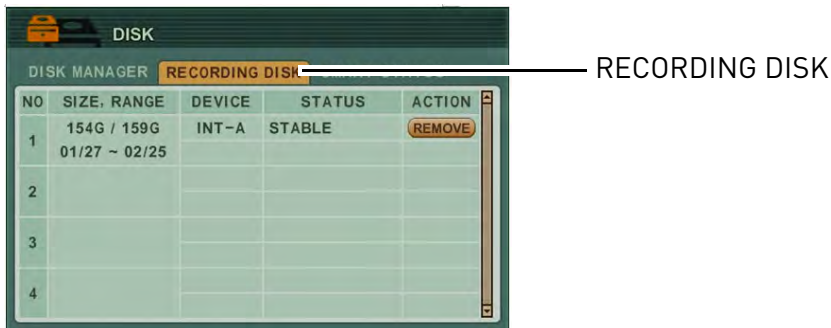 DISK
DISK MANAGER RECORDING DISK
RECORDING DISK
NO SIZE, RANGE DEVICE STATUS ACTION
1 154G / 159G INT-A STABLE REMOVE
01/27 ~ 02/25
2
3
4